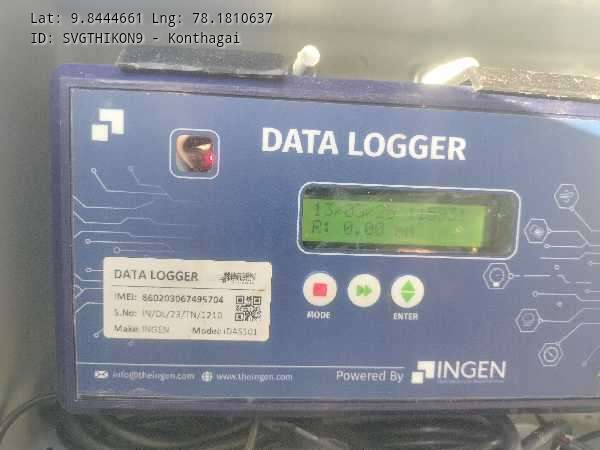 Lat: 9.8444661 Lng: 78.1810637
ID: SVGTHIKON9 - Konthagai
DATA LOGGER
R: 0.00 mm
DATA LOGGER
INGEN
IMEI: 860203067495704
S.No: IN/DL/23/TN/1210
Make: INGEN Model: iDAS101
MODE
ENTER
info@theingen.com www.theingen.com Powered By INGEN